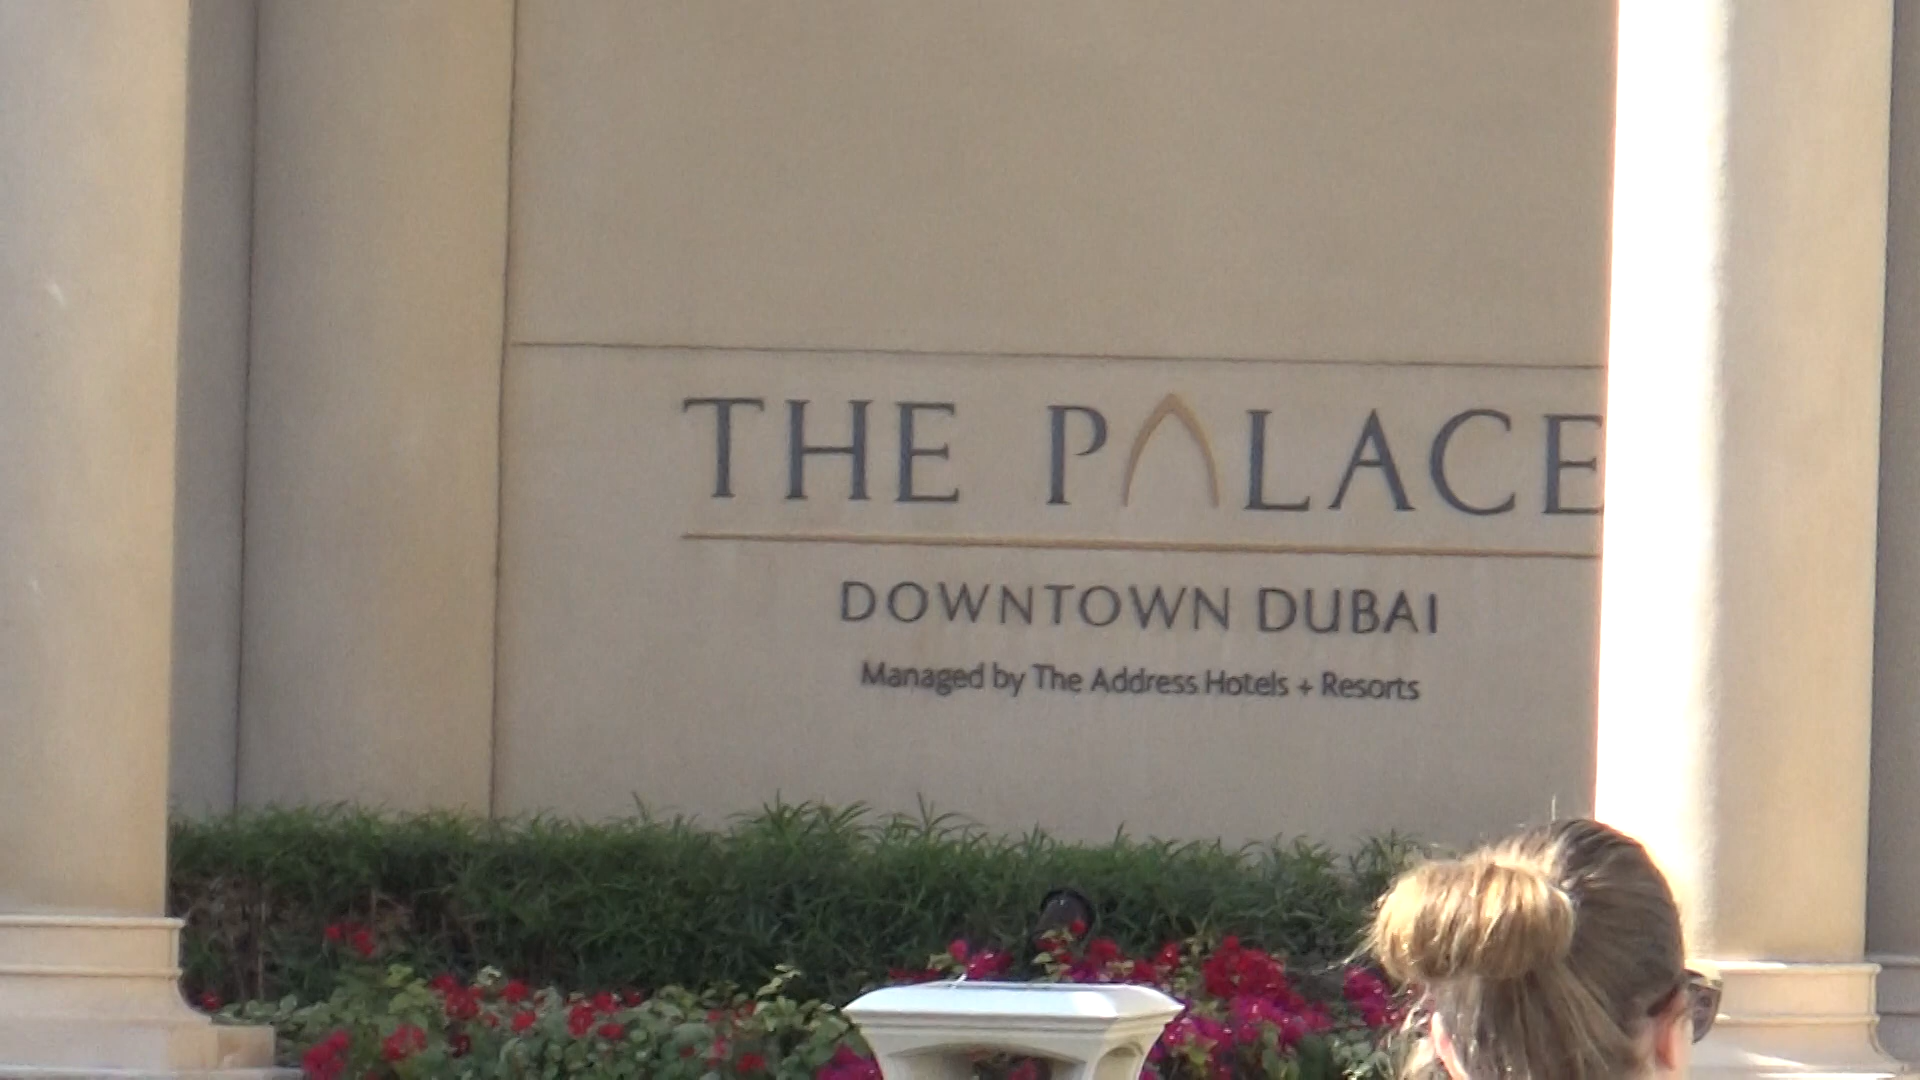 THE PALACE
DOWNTOWN DUBAI
Managed by The Address Hotels + Resorts